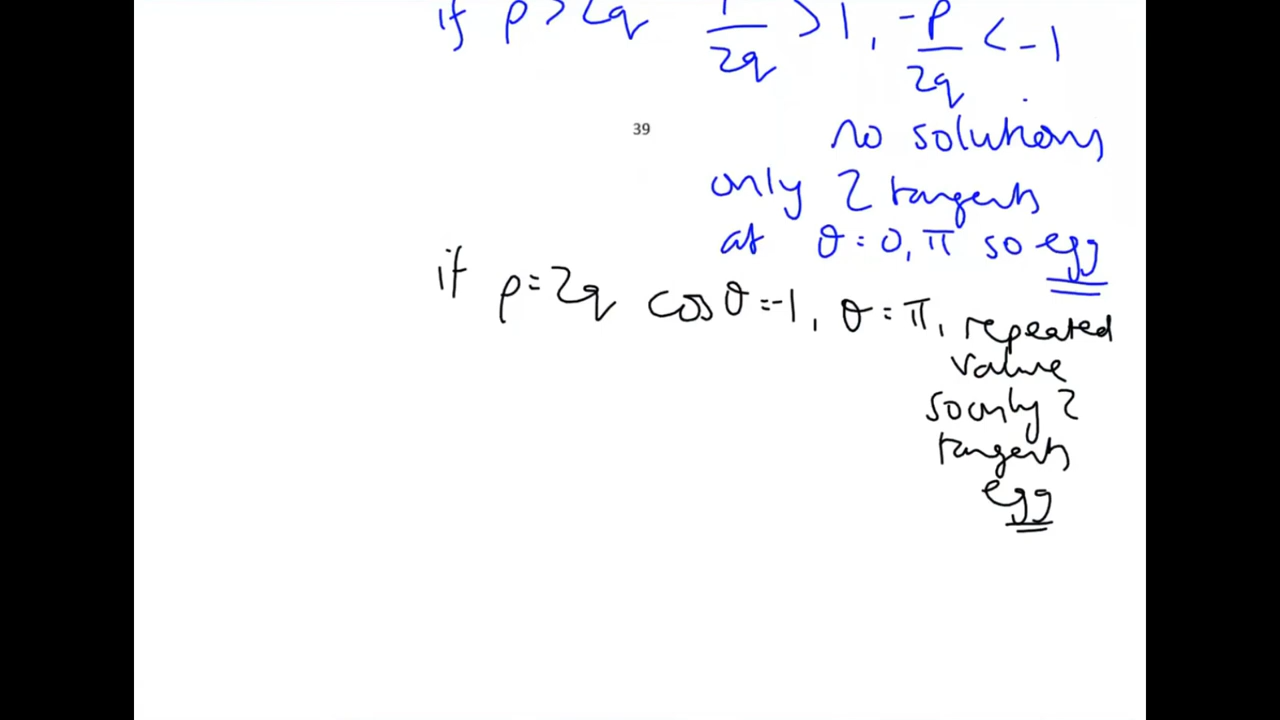 if p > 2q p/2q > 1, -p/2q < -1
39
no solutions
only 2 tangents
at θ = 0, π so egg
if p = 2q cos θ = -1, θ = π, repeated
value
so only 2
tangents
egg